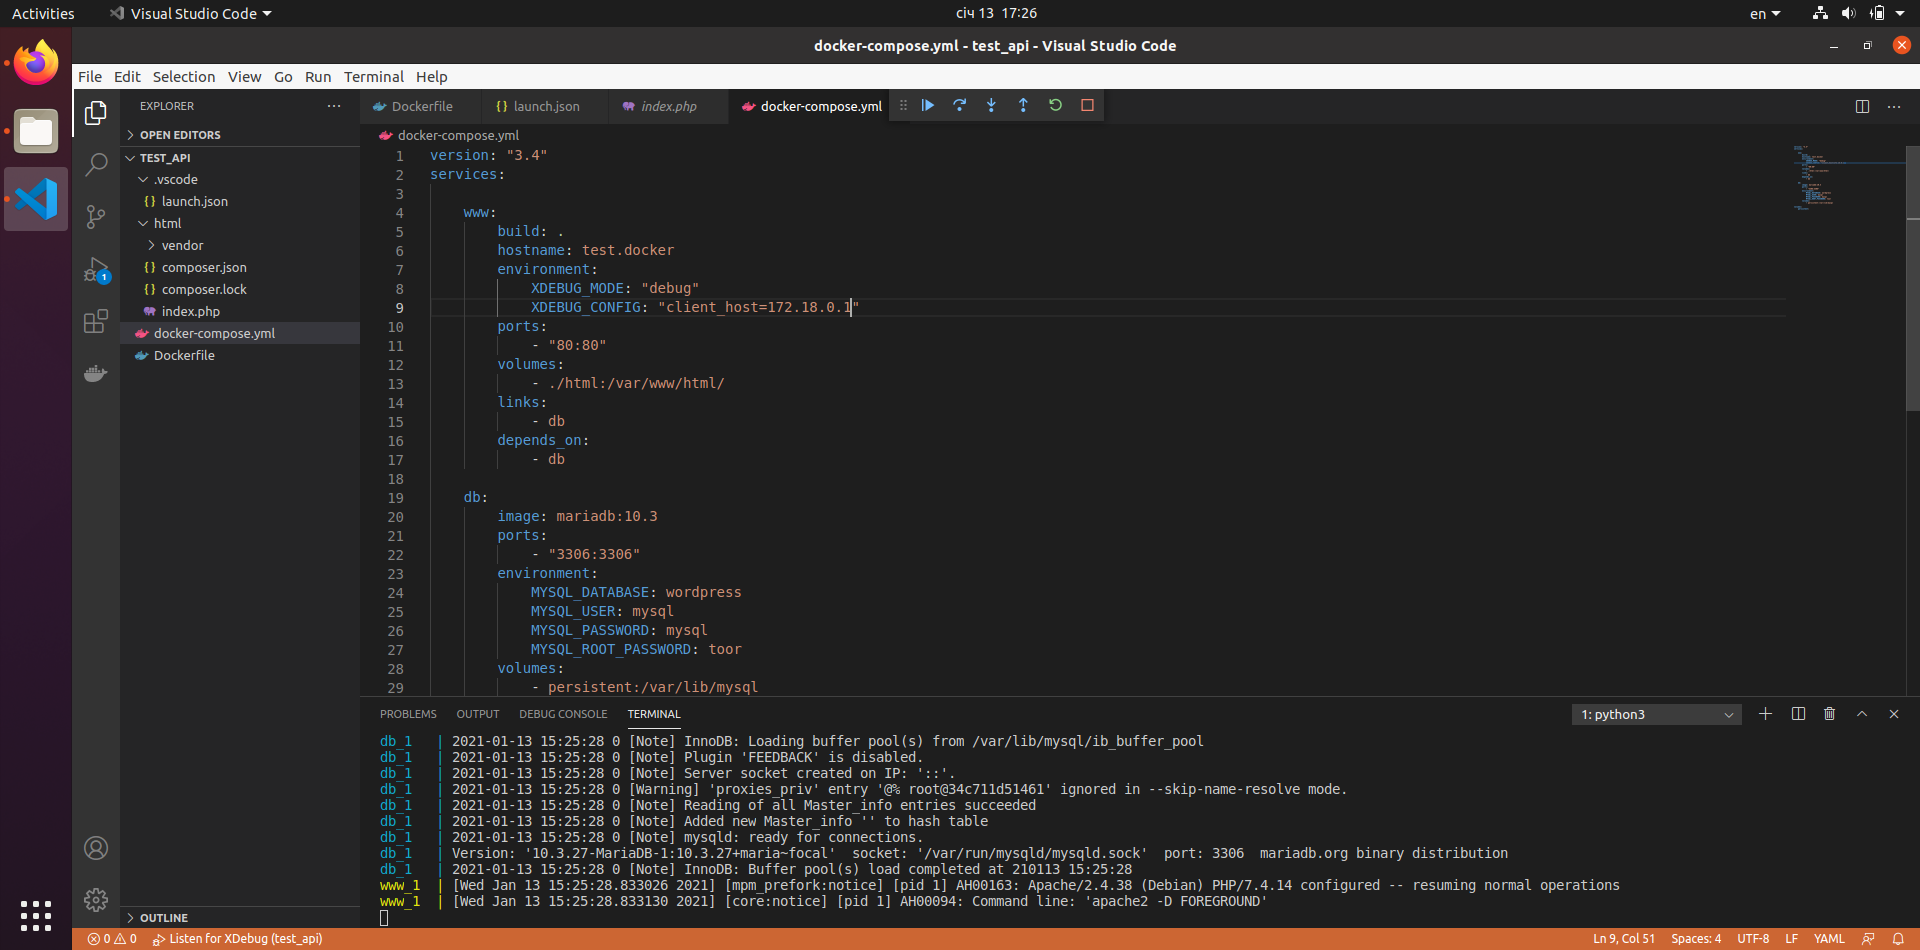 Activities
Visual Studio Code
січ 13 17:26
en
docker-compose.yml - test_api - Visual Studio Code
File Edit Selection View Go Run Terminal Help
EXPLORER
OPEN EDITORS
TEST_API
.vscode
launch.json
html
vendor
composer.json
composer.lock
index.php
docker-compose.yml
Dockerfile
OUTLINE
1
Dockerfile
launch.json
index.php
docker-compose.yml
docker-compose.yml
1 version: "3.4"
2 services:
3
4 www:
5 build: .
6 hostname: test.docker
7 environment:
8 XDEBUG_MODE: "debug"
9 XDEBUG_CONFIG: "client_host=172.18.0.1"
10 ports:
11 - "80:80"
12 volumes:
13 - ./html:/var/www/html/
14 links:
15 - db
16 depends_on:
17 - db
18
19 db:
20 image: mariadb:10.3
21 ports:
22 - "3306:3306"
23 environment:
24 MYSQL_DATABASE: wordpress
25 MYSQL_USER: mysql
26 MYSQL_PASSWORD: mysql
27 MYSQL_ROOT_PASSWORD: toor
28 volumes:
29 - persistent:/var/lib/mysql
PROBLEMS OUTPUT DEBUG CONSOLE TERMINAL
1: python3
db_1 | 2021-01-13 15:25:28 0 [Note] InnoDB: Loading buffer pool(s) from /var/lib/mysql/ib_buffer_pool
db_1 | 2021-01-13 15:25:28 0 [Note] Plugin 'FEEDBACK' is disabled.
db_1 | 2021-01-13 15:25:28 0 [Note] Server socket created on IP: '::'.
db_1 | 2021-01-13 15:25:28 0 [Warning] 'proxies_priv' entry '@% root@34c711d51461' ignored in --skip-name-resolve mode.
db_1 | 2021-01-13 15:25:28 0 [Note] Reading of all Master_info entries succeeded
db_1 | 2021-01-13 15:25:28 0 [Note] Added new Master_info '' to hash table
db_1 | 2021-01-13 15:25:28 0 [Note] mysqld: ready for connections.
db_1 | Version: '10.3.27-MariaDB-1:10.3.27+maria~focal' socket: '/var/run/mysqld/mysqld.sock' port: 3306 mariadb.org binary distribution
db_1 | 2021-01-13 15:25:28 0 [Note] InnoDB: Buffer pool(s) load completed at 210113 15:25:28
www_1 | [Wed Jan 13 15:25:28.833026 2021] [mpm_prefork:notice] [pid 1] AH00163: Apache/2.4.38 (Debian) PHP/7.4.14 configured -- resuming normal operations
www_1 | [Wed Jan 13 15:25:28.833130 2021] [core:notice] [pid 1] AH00094: Command line: 'apache2 -D FOREGROUND'
0 0 Listen for XDebug (test_api)
Ln 9, Col 51 Spaces: 4 UTF-8 LF YAML